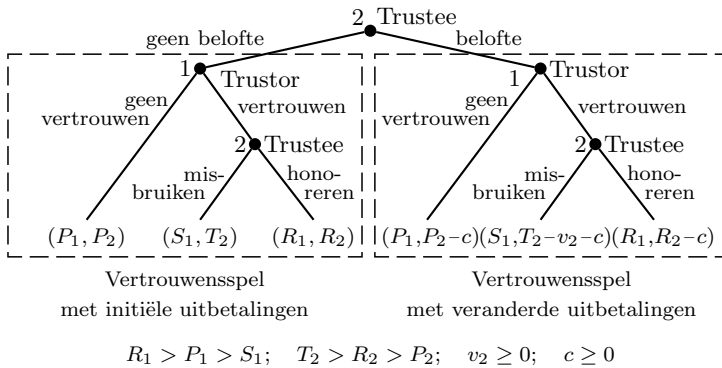 2 Trustee
geen belofte
belofte
1 Trustor
geen
vertrouwen
vertrouwen
2 Trustee
mis-
bruiken
hono-
reren
(P₁, P₂)
(S₁, T₂)
(R₁, R₂)
Vertrouwensspel
met initiële uitbetalingen
1 Trustor
geen
vertrouwen
vertrouwen
2 Trustee
mis-
bruiken
hono-
reren
(P₁, P₂−c)
(S₁, T₂−v₂−c)
(R₁, R₂−c)
Vertrouwensspel
met veranderde uitbetalingen
R₁ > P₁ > S₁; T₂ > R₂ > P₂; v₂ ≥ 0; c ≥ 0